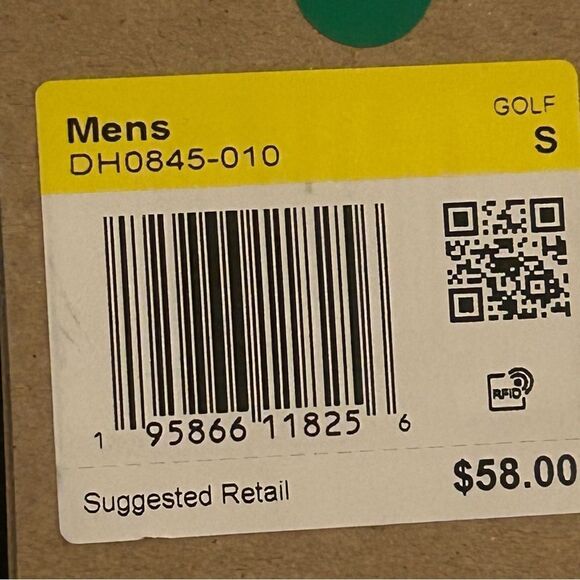 Mens
DH0845-010
GOLF
S
1 95866 11825 6
RFID
Suggested Retail
$58.00